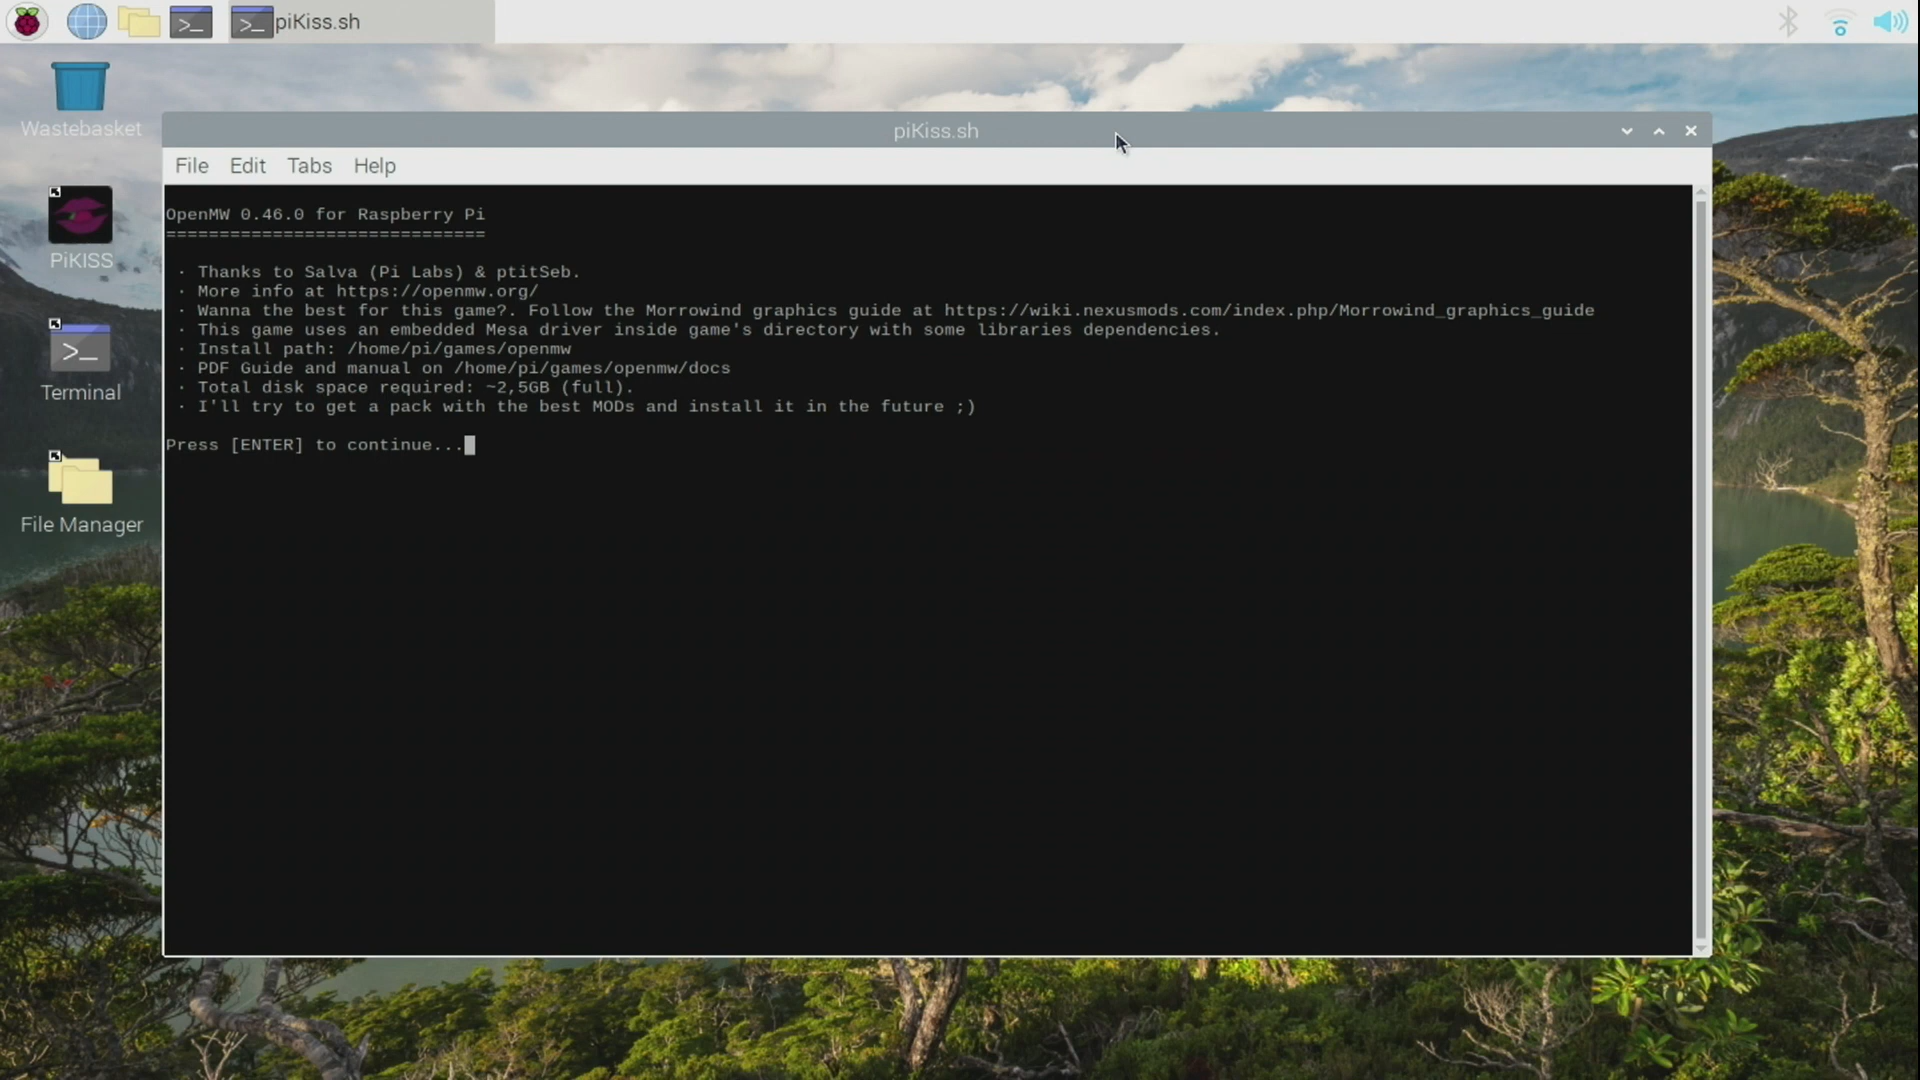 piKiss.sh
Wastebasket
piKiss.sh
File Edit Tabs Help
OpenMW 0.46.0 for Raspberry Pi
==============================
· Thanks to Salva (Pi Labs) & ptitSeb.
· More info at https://openmw.org/
· Wanna the best for this game?. Follow the Morrowind graphics guide at https://wiki.nexusmods.com/index.php/Morrowind_graphics_guide
· This game uses an embedded Mesa driver inside game's directory with some libraries dependencies.
· Install path: /home/pi/games/openmw
· PDF Guide and manual on /home/pi/games/openmw/docs
· Total disk space required: ~2,5GB (full).
· I'll try to get a pack with the best MODs and install it in the future ;)
Press [ENTER] to continue...
PiKISS
Terminal
File Manager